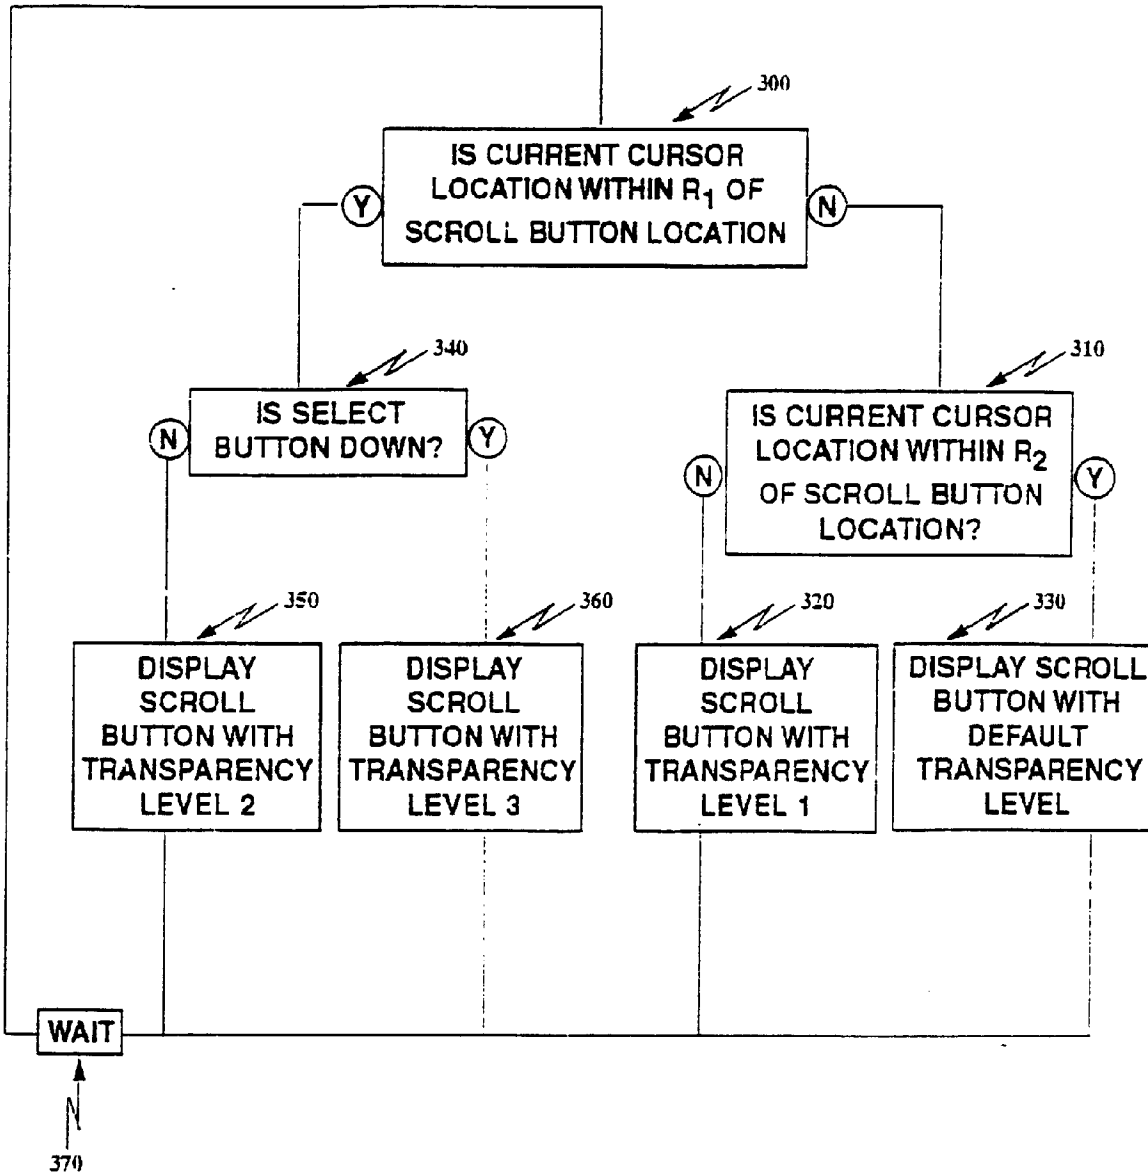 300
IS CURRENT CURSOR
LOCATION WITHIN R1 OF
SCROLL BUTTON LOCATION
Y
N
340
IS SELECT
BUTTON DOWN?
N
Y
310
IS CURRENT CURSOR
LOCATION WITHIN R2
OF SCROLL BUTTON
LOCATION?
N
Y
350
DISPLAY
SCROLL
BUTTON WITH
TRANSPARENCY
LEVEL 2
360
DISPLAY
SCROLL
BUTTON WITH
TRANSPARENCY
LEVEL 3
320
DISPLAY
SCROLL
BUTTON WITH
TRANSPARENCY
LEVEL 1
330
DISPLAY SCROLL
BUTTON WITH
DEFAULT
TRANSPARENCY
LEVEL
WAIT
370